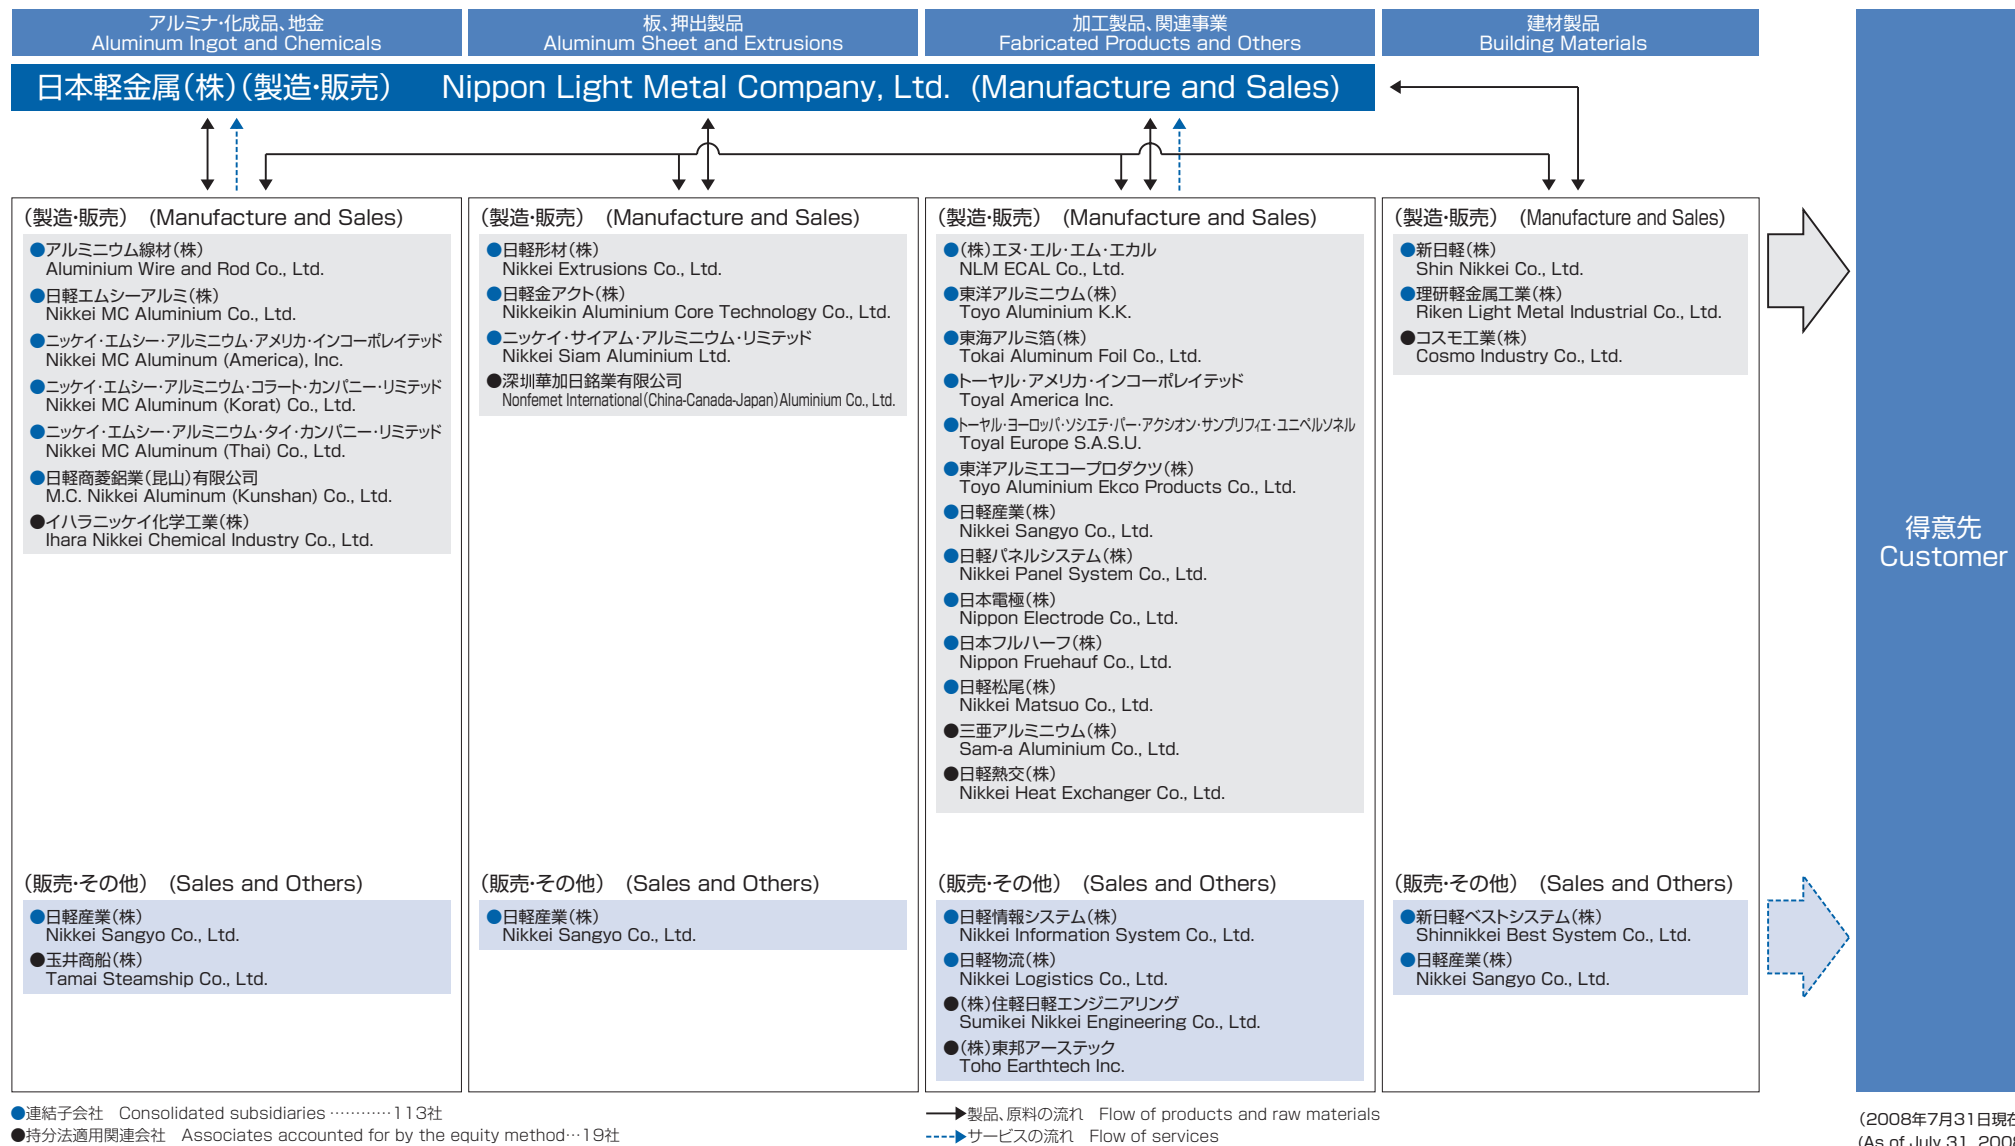 アルミナ・化成品、地金
Aluminum Ingot and Chemicals
板、押出製品
Aluminum Sheet and Extrusions
加工製品、関連事業
Fabricated Products and Others
建材製品
Building Materials
日本軽金属(株)(製造・販売) Nippon Light Metal Company, Ltd. (Manufacture and Sales)
(製造・販売) (Manufacture and Sales)
●アルミニウム線材(株)
Aluminium Wire and Rod Co., Ltd.
●日軽エムシーアルミ(株)
Nikkei MC Aluminium Co., Ltd.
●ニッケイ・エムシー・アルミニウム・アメリカ・インコーポレイテッド
Nikkei MC Aluminum (America), Inc.
●ニッケイ・エムシー・アルミニウム・コラート・カンパニー・リミテッド
Nikkei MC Aluminum (Korat) Co., Ltd.
●ニッケイ・エムシー・アルミニウム・タイ・カンパニー・リミテッド
Nikkei MC Aluminum (Thai) Co., Ltd.
●日軽商菱鋁業(昆山)有限公司
M.C. Nikkei Aluminum (Kunshan) Co., Ltd.
●イハラニッケイ化学工業(株)
Ihara Nikkei Chemical Industry Co., Ltd.
(販売・その他) (Sales and Others)
●日軽産業(株)
Nikkei Sangyo Co., Ltd.
●玉井商船(株)
Tamai Steamship Co., Ltd.
(製造・販売) (Manufacture and Sales)
●日軽形材(株)
Nikkei Extrusions Co., Ltd.
●日軽金アクト(株)
Nikkeikin Aluminium Core Technology Co., Ltd.
●ニッケイ・サイアム・アルミニウム・リミテッド
Nikkei Siam Aluminium Ltd.
●深圳華加日鋁業有限公司
Nonfemet International(China-Canada-Japan)Aluminium Co., Ltd.
(販売・その他) (Sales and Others)
●日軽産業(株)
Nikkei Sangyo Co., Ltd.
(製造・販売) (Manufacture and Sales)
●(株)エヌ・エル・エム・エカル
NLM ECAL Co., Ltd.
●東洋アルミニウム(株)
Toyo Aluminium K.K.
●東海アルミ箔(株)
Tokai Aluminum Foil Co., Ltd.
●トーヤル・アメリカ・インコーポレイテッド
Toyal America Inc.
●トーヤル・ヨーロッパ・ソシエテ・パー・アクシオン・サンプリフィエ・ユニペルソネル
Toyal Europe S.A.S.U.
●東洋アルミエコープロダクツ(株)
Toyo Aluminium Ekco Products Co., Ltd.
●日軽産業(株)
Nikkei Sangyo Co., Ltd.
●日軽パネルシステム(株)
Nikkei Panel System Co., Ltd.
●日本電極(株)
Nippon Electrode Co., Ltd.
●日本フルハーフ(株)
Nippon Fruehauf Co., Ltd.
●日軽松尾(株)
Nikkei Matsuo Co., Ltd.
●三亜アルミニウム(株)
Sam-a Aluminium Co., Ltd.
●日軽熱交(株)
Nikkei Heat Exchanger Co., Ltd.
(販売・その他) (Sales and Others)
●日軽情報システム(株)
Nikkei Information System Co., Ltd.
●日軽物流(株)
Nikkei Logistics Co., Ltd.
●(株)住軽日軽エンジニアリング
Sumikei Nikkei Engineering Co., Ltd.
●(株)東邦アーステック
Toho Earthtech Inc.
(製造・販売) (Manufacture and Sales)
●新日軽(株)
Shin Nikkei Co., Ltd.
●理研軽金属工業(株)
Riken Light Metal Industrial Co., Ltd.
●コスモ工業(株)
Cosmo Industry Co., Ltd.
(販売・その他) (Sales and Others)
●新日軽ベストシステム(株)
Shinnikkei Best System Co., Ltd.
●日軽産業(株)
Nikkei Sangyo Co., Ltd.
得意先
Customer
●連結子会社 Consolidated subsidiaries …………113社
●持分法適用関連会社 Associates accounted for by the equity method…19社
製品、原料の流れ Flow of products and raw materials
サービスの流れ Flow of services
(2008年7月31日現在
(As of July 31, 2008